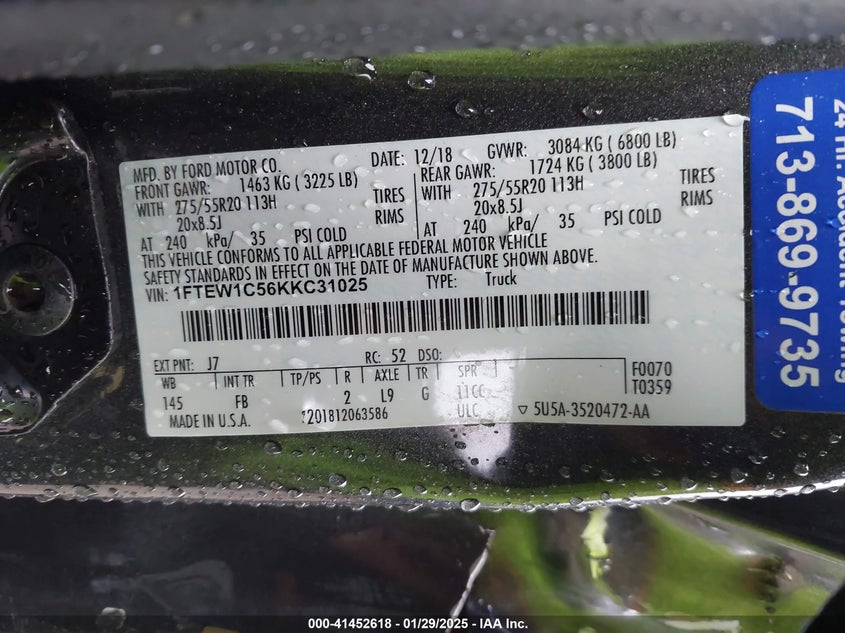 MFD. BY FORD MOTOR CO. DATE: 12/18 GVWR: 3084 KG ( 6800 LB)
FRONT GAWR: 1463 KG ( 3225 LB) REAR GAWR: 1724 KG ( 3800 LB)
WITH 275/55R20 113H TIRES WITH 275/55R20 113H TIRES
20x8.5J RIMS 20x8.5J RIMS
AT 240 kPa/ 35 PSI COLD AT 240 kPa/ 35 PSI COLD
THIS VEHICLE CONFORMS TO ALL APPLICABLE FEDERAL MOTOR VEHICLE
SAFETY STANDARDS IN EFFECT ON THE DATE OF MANUFACTURE SHOWN ABOVE.
VIN: 1FTEW1C56KKC31025 TYPE: Truck
EXT PNT: J7 RC: 52 DSO:
WB INT TR TP/PS R AXLE TR SPR F0070
145 FB 2 L9 G 11CC T0359
MADE IN U.S.A. 201812063586 ULC ▽ 5U5A-3520472-AA
24 Hr. Accident Towing
713-869-9735
000-41452618 - 01/29/2025 - IAA Inc.